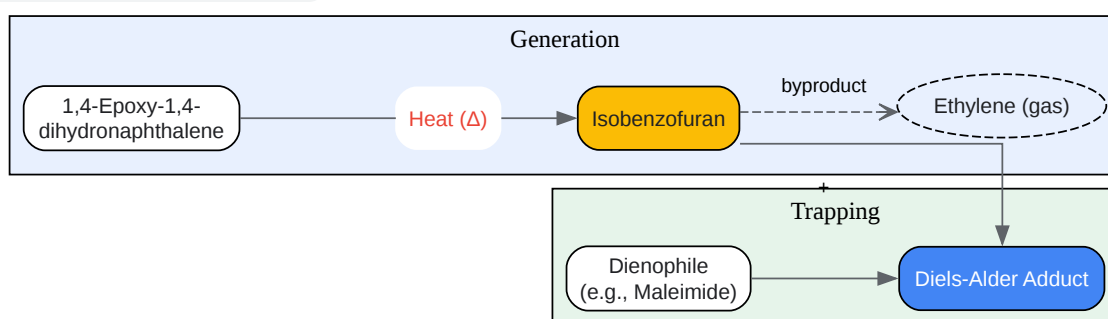 Generation
1,4-Epoxy-1,4-
dihydronaphthalene
Heat (Δ)
Isobenzofuran
byproduct
Ethylene (gas)
+
Trapping
Dienophile
(e.g., Maleimide)
Diels-Alder Adduct